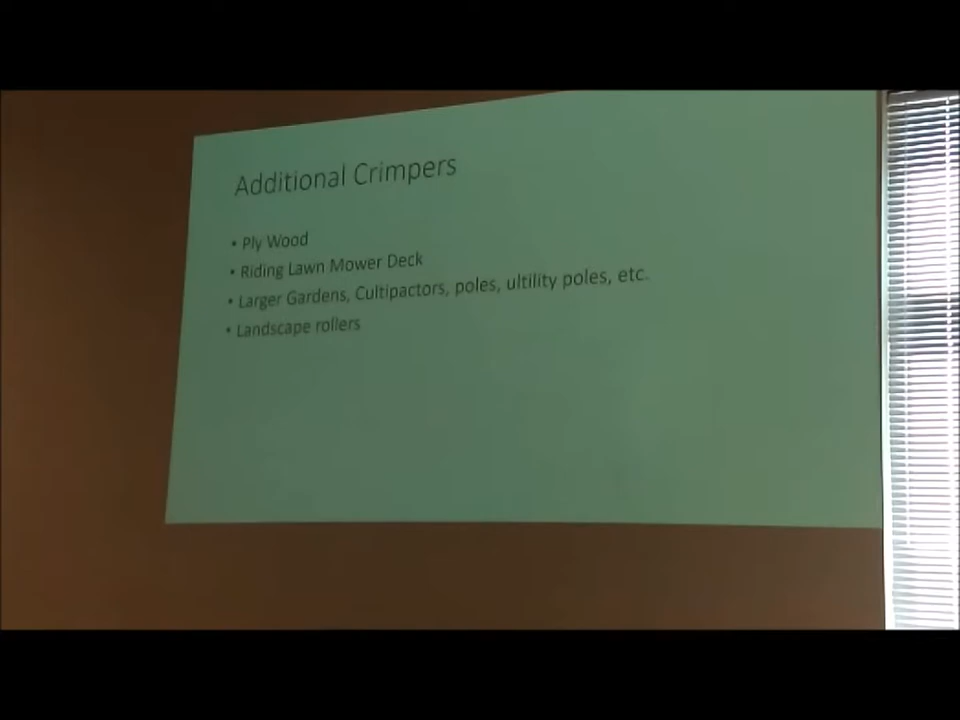 Additional Crimpers
• Ply Wood
• Riding Lawn Mower Deck
• Larger Gardens, Cultipactors, poles, ultility poles, etc.
• Landscape rollers